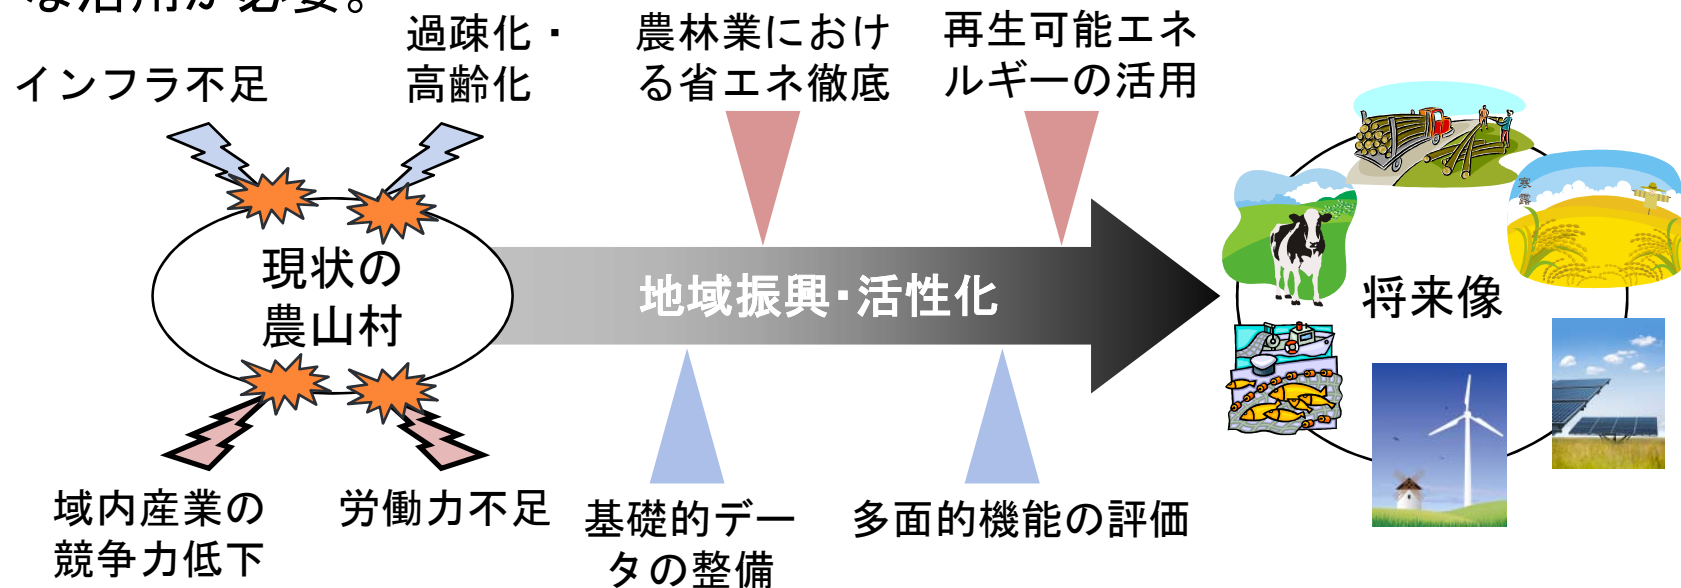 な活用が必要。
インフラ不足
過疎化・
高齢化
農林業におけ
る省エネ徹底
再生可能エネ
ルギーの活用
現状の
農山村
地域振興・活性化
将来像
寒露
域内産業の
競争力低下
労働力不足
基礎的デー
タの整備
多面的機能の評価